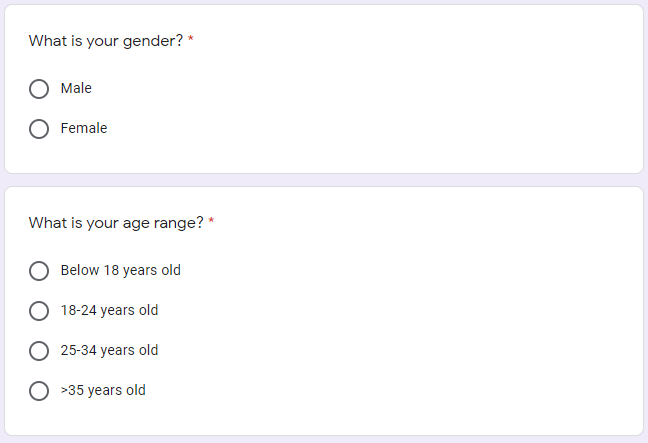 What is your gender? *
Male
Female
What is your age range? *
Below 18 years old
18-24 years old
25-34 years old
>35 years old